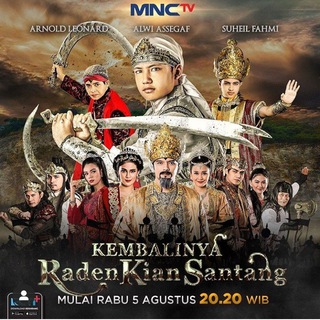 MNCTV
ARNOLD LEONARD ALWI ASSEGAF SUHEIL FAHMI
KEMBALINYA
Raden Kian Santang
MULAI RABU 5 AGUSTUS 20.20 WIB